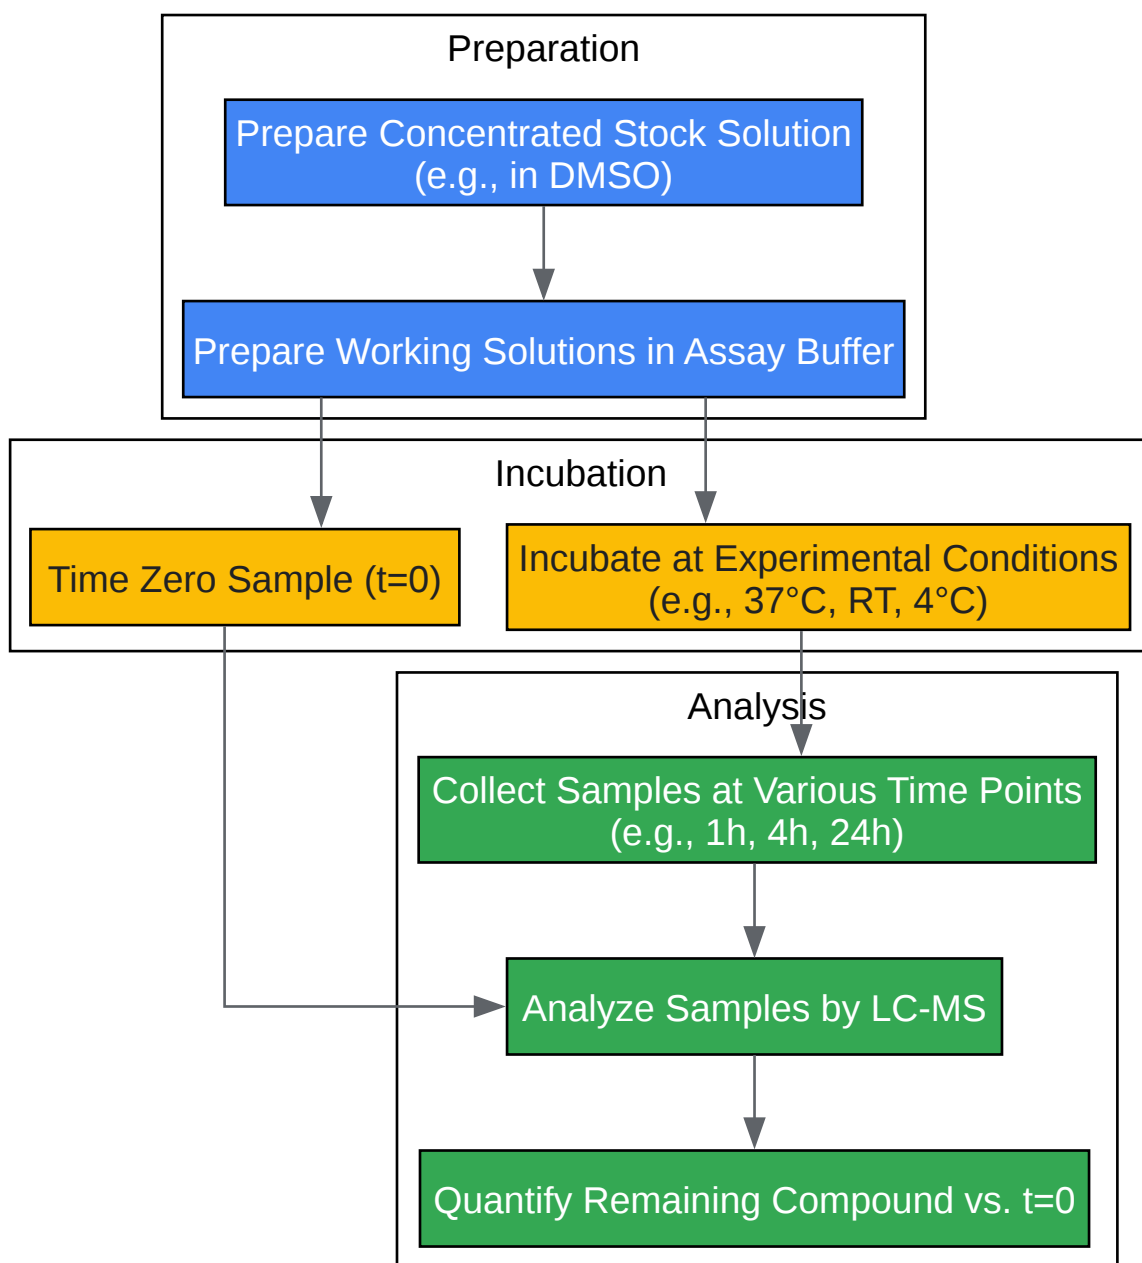 Preparation
Prepare Concentrated Stock Solution
(e.g., in DMSO)
Prepare Working Solutions in Assay Buffer
Incubation
Time Zero Sample (t=0)
Incubate at Experimental Conditions
(e.g., 37°C, RT, 4°C)
Analysis
Collect Samples at Various Time Points
(e.g., 1h, 4h, 24h)
Analyze Samples by LC-MS
Quantify Remaining Compound vs. t=0